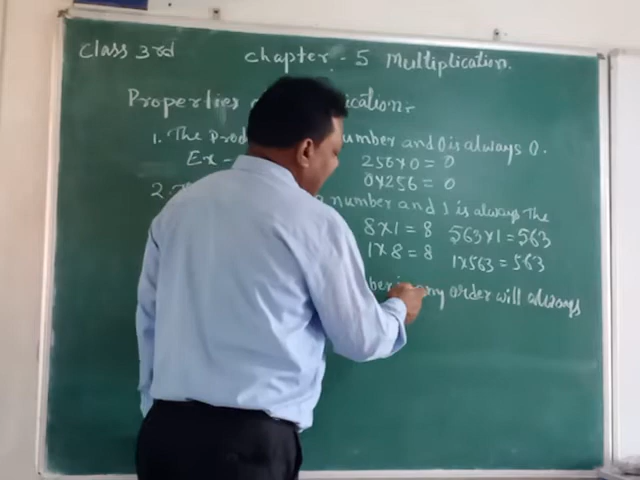 Class 3rd
Chapter - 5 Multiplication.
Properties
1. The number and 0 is always 0.
Ex - 256 x 0 = 0
0 x 256 = 0
2. number and 1 is always The
8 x 1 = 8 563 x 1 = 563
1 x 8 = 8 1 x 563 = 563
order will always